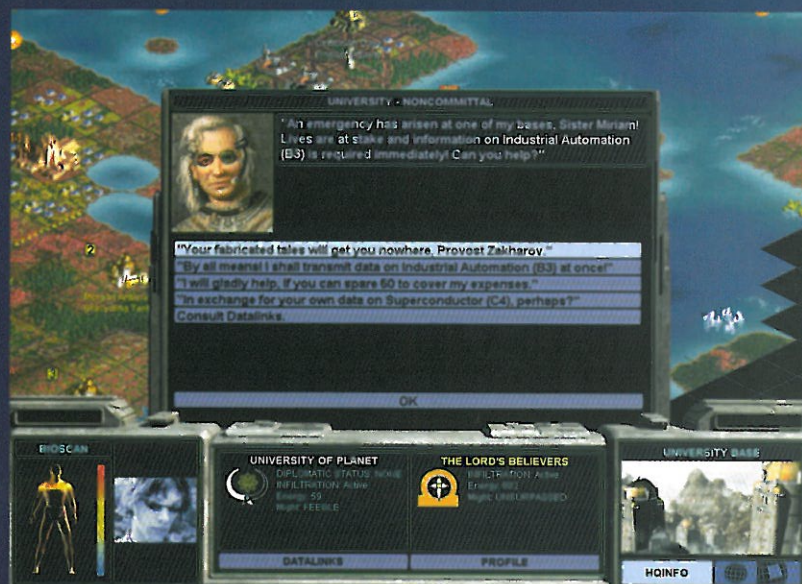 UNIVERSITY - NONCOMMITTAL
"An emergency has arisen at one of my bases, Sister Miriam!
Lives are at stake and information on Industrial Automation
(B3) is required immediately! Can you help?"
"Your fabricated tales will get you nowhere, Provost Zakharov."
"By all means! I shall transmit data on Industrial Automation (B3) at once!"
"I will gladly help, if you can spare 50 to cover my expenses."
"In exchange for your own data on Superconductor (C4), perhaps?"
Consult Datalinks.
OK
2
3
BIOSCAN
UNIVERSITY OF PLANET
DIPLOMATIC STATUS: NONE
INFILTRATION: Active
Energy: 59
Might: FEEBLE
DATALINKS
THE LORD'S BELIEVERS
INFILTRATION: Active
Energy:
Might: UNSURPASSED
PROFILE
UNIVERSITY BASE
HQINFO